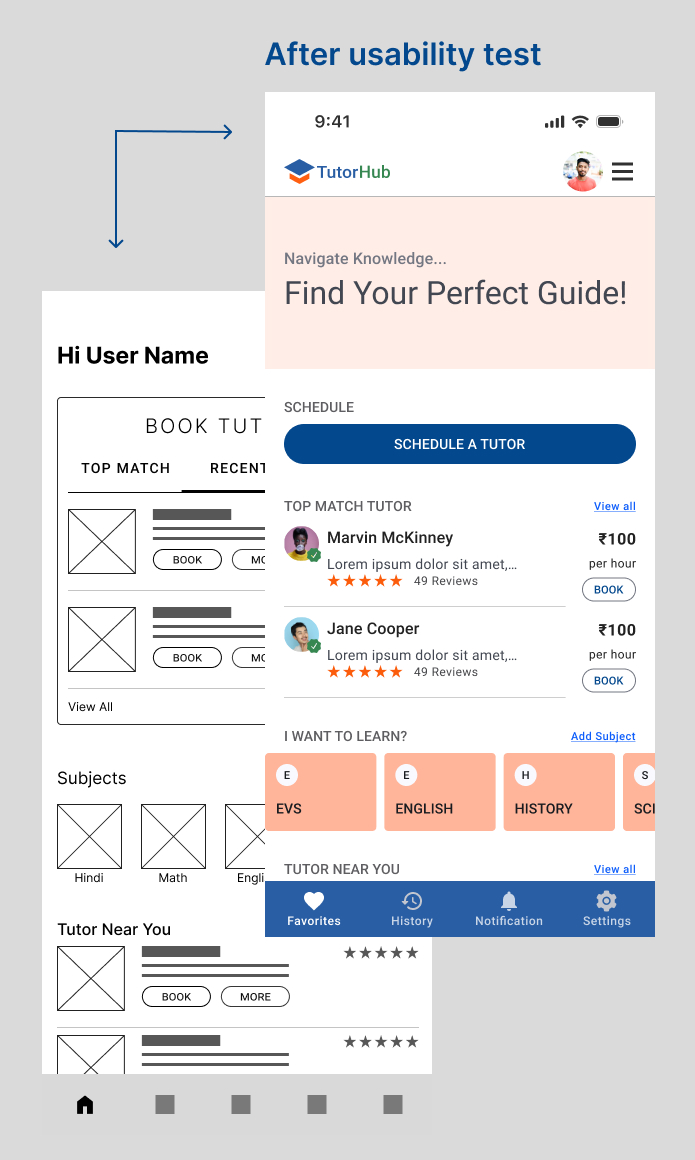 After usability test
9:41
TutorHub
Navigate Knowledge...
Find Your Perfect Guide!
SCHEDULE
SCHEDULE A TUTOR
TOP MATCH TUTOR
View all
Marvin McKinney
₹100
Lorem ipsum dolor sit amet,...
per hour
49 Reviews
BOOK
Jane Cooper
₹100
Lorem ipsum dolor sit amet,...
per hour
49 Reviews
BOOK
I WANT TO LEARN?
Add Subject
E
EVS
E
ENGLISH
H
HISTORY
S
SCI
TUTOR NEAR YOU
View all
Favorites
History
Notification
Settings
Hi User Name
BOOK TUT
TOP MATCH
RECENT
BOOK
MO
BOOK
MO
View All
Subjects
Hindi
Math
Engli
Tutor Near You
BOOK
MORE